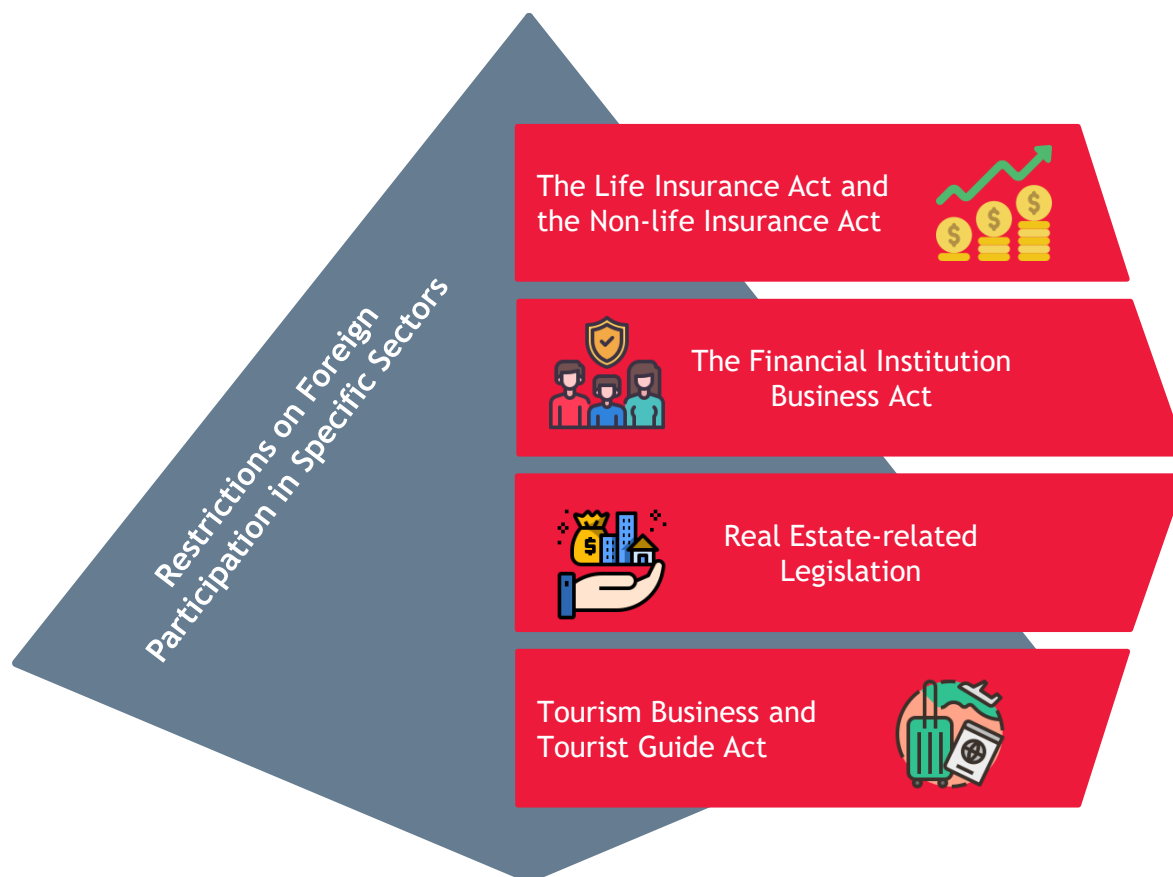 Restrictions on Foreign
Participation in Specific Sectors
The Life Insurance Act and
the Non-life Insurance Act
The Financial Institution
Business Act
Real Estate-related
Legislation
Tourism Business and
Tourist Guide Act